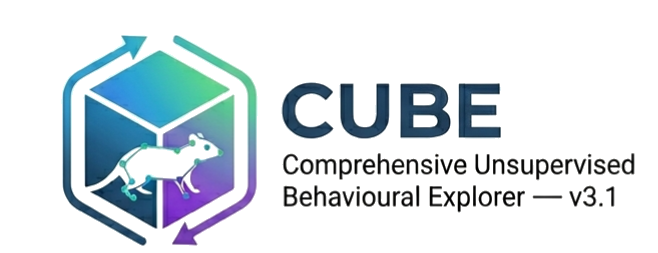 CUBE
Comprehensive Unsupervised
Behavioural Explorer — v3.1